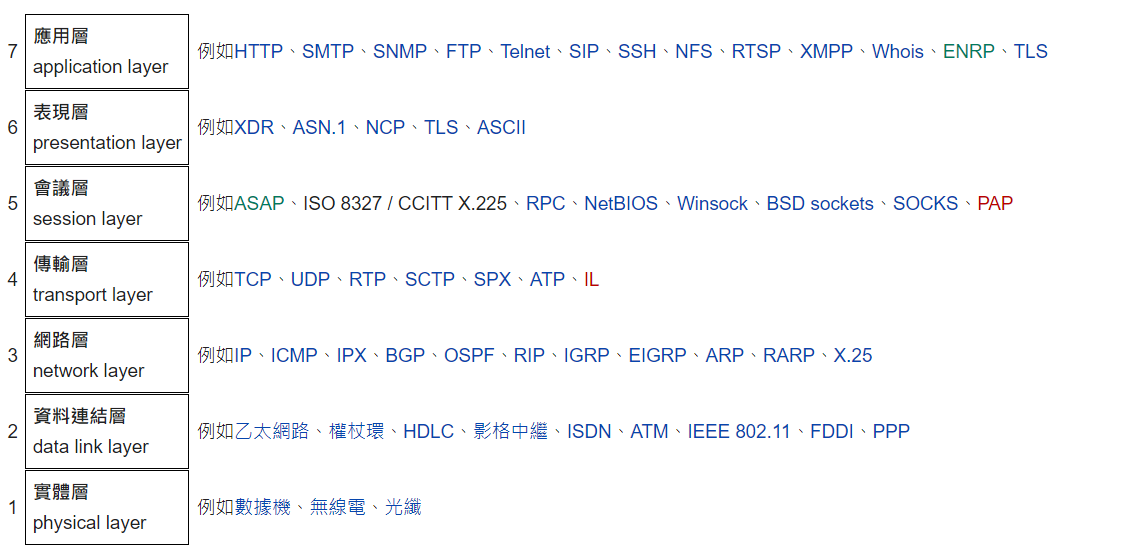 7
應用層
application layer
例如HTTP、SMTP、SNMP、FTP、Telnet、SIP、SSH、NFS、RTSP、XMPP、Whois、ENRP、TLS
6
表現層
presentation layer
例如XDR、ASN.1、NCP、TLS、ASCII
5
會議層
session layer
例如ASAP、ISO 8327 / CCITT X.225、RPC、NetBIOS、Winsock、BSD sockets、SOCKS、PAP
4
傳輸層
transport layer
例如TCP、UDP、RTP、SCTP、SPX、ATP、IL
3
網路層
network layer
例如IP、ICMP、IPX、BGP、OSPF、RIP、IGRP、EIGRP、ARP、RARP、X.25
2
資料連結層
data link layer
例如乙太網路、權杖環、HDLC、影格中繼、ISDN、ATM、IEEE 802.11、FDDI、PPP
1
實體層
physical layer
例如數據機、無線電、光纖